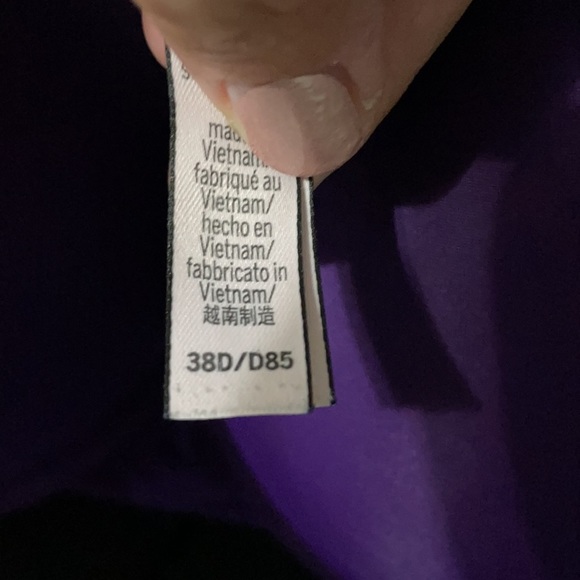 Vietnam/
fabriqué au
Vietnam/
hecho en
Vietnam/
fabbricato in
Vietnam/
越南制造
38D/D85